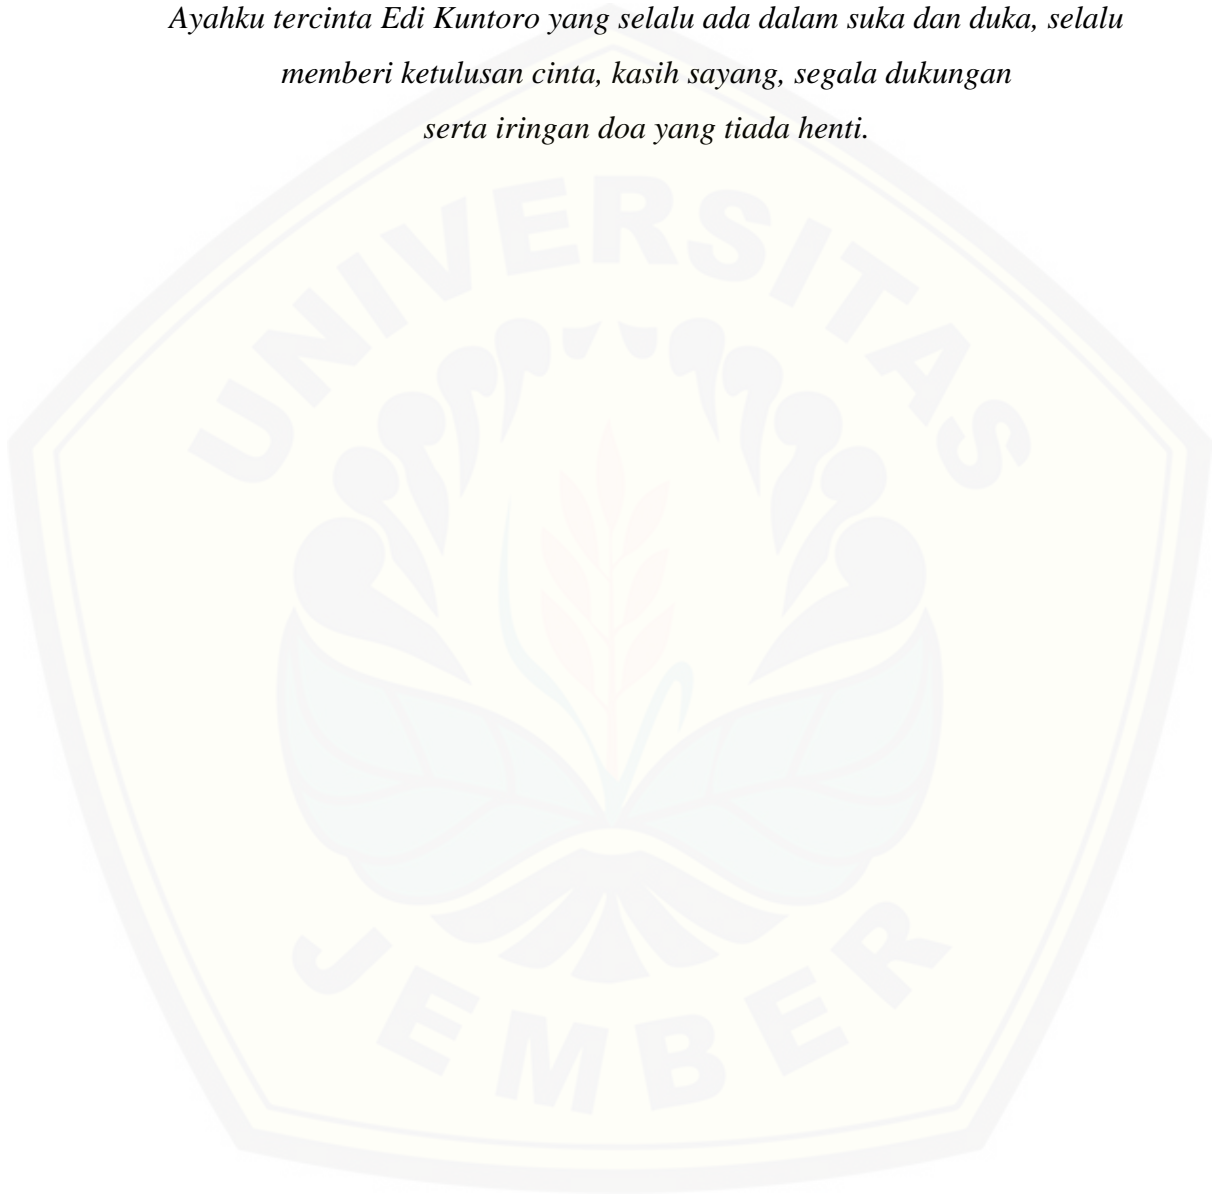 Ayahku tercinta Edi Kuntoro yang selalu ada dalam suka dan duka, selalu
memberi ketulusan cinta, kasih sayang, segala dukungan
serta iringan doa yang tiada henti.
UNIVERSITAS
JEMBER